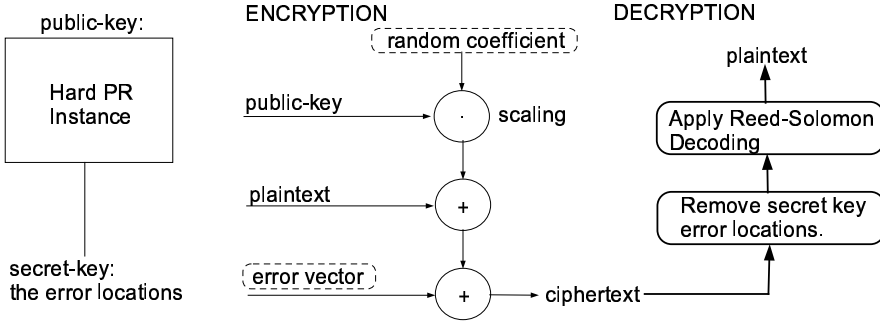 public-key:
Hard PR
Instance
secret-key:
the error locations
ENCRYPTION
random coefficient
public-key
·
scaling
plaintext
+
error vector
+
ciphertext
DECRYPTION
plaintext
Apply Reed-Solomon
Decoding
Remove secret key
error locations.